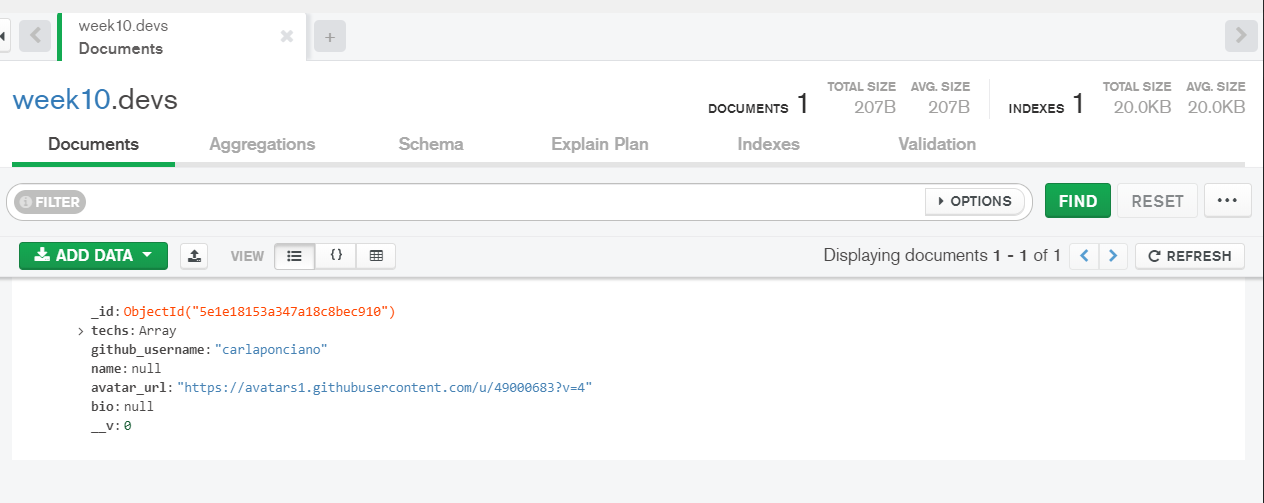 week10.devs
Documents
week10.devs
DOCUMENTS 1 TOTAL SIZE 207B AVG. SIZE 207B INDEXES 1 TOTAL SIZE 20.0KB AVG. SIZE 20.0KB
Documents Aggregations Schema Explain Plan Indexes Validation
FILTER OPTIONS FIND RESET ...
ADD DATA VIEW {} Displaying documents 1 - 1 of 1 REFRESH
_id: ObjectId("5e1e18153a347a18c8bec910")
techs: Array
github_username: "carlaponciano"
name: null
avatar_url: "https://avatars1.githubusercontent.com/u/49000683?v=4"
bio: null
__v: 0